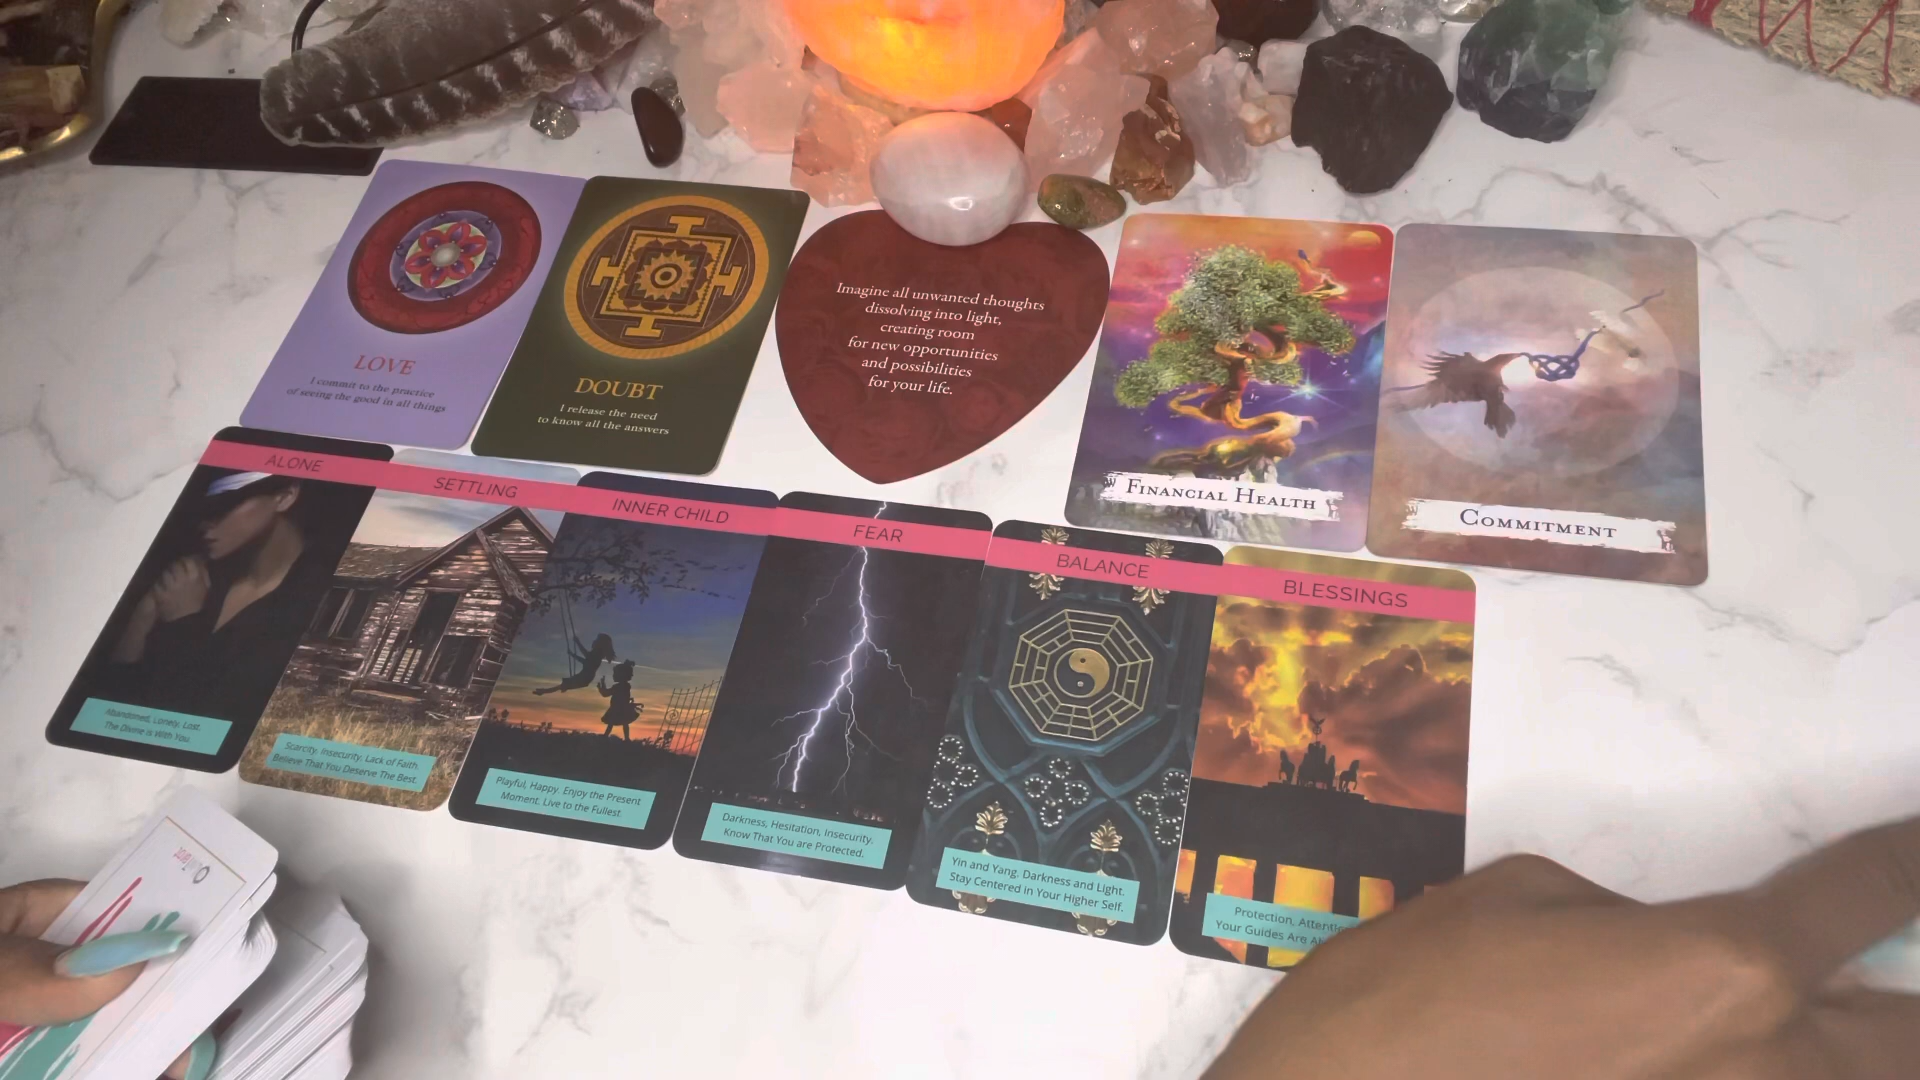 LOVE
I commit to the practice
of seeing the good in all things
DOUBT
I release the need
to know all the answers
Imagine all unwanted thoughts
dissolving into light,
creating room
for new opportunities
and possibilities
for your life.
FINANCIAL HEALTH
COMMITMENT
ALONE
Abandoned, Lonely, Lost.
The Divine is With You.
SETTLING
Scarcity, Insecurity, Lack of Faith
Believe That You Deserve The Best.
INNER CHILD
Playful, Happy. Enjoy the Present
Moment. Live to the Fullest.
FEAR
Darkness, Hesitation, Insecurity.
Know That You are Protected.
BALANCE
Yin and Yang. Darkness and Light.
Stay Centered in Your Higher Self.
BLESSINGS
Protection,
Your Guides Are